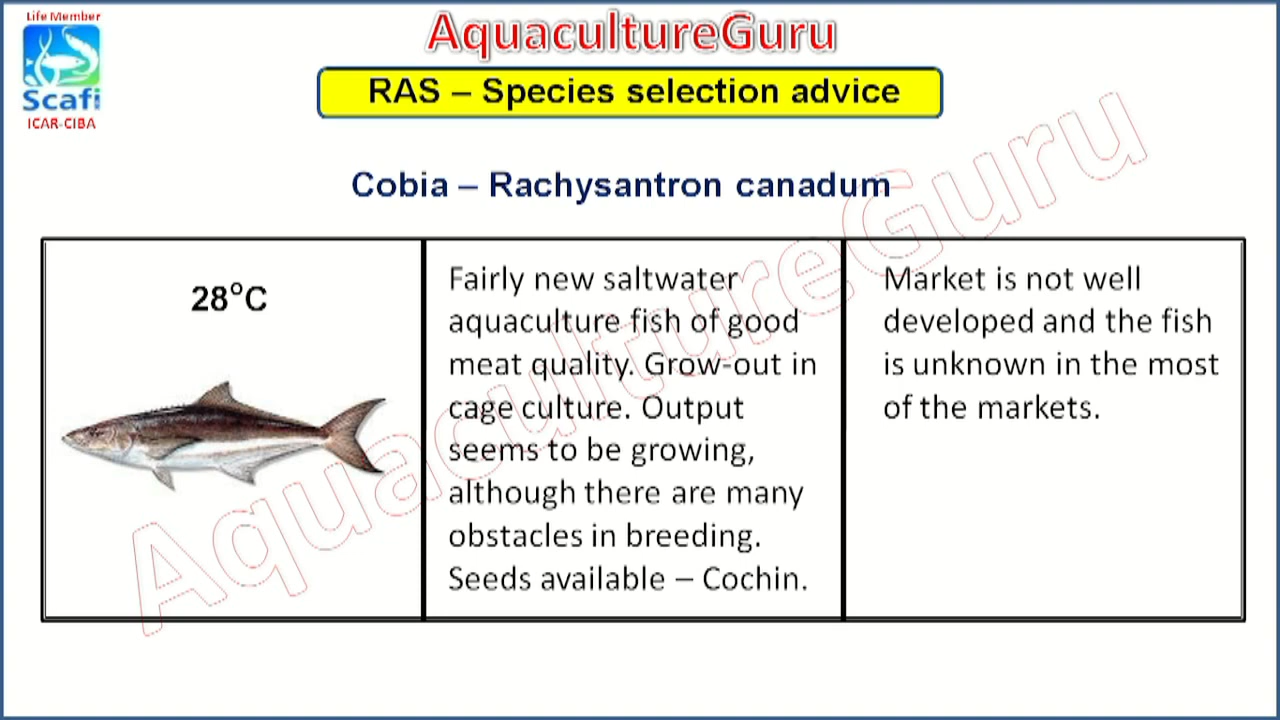 Life Member
Scafi
ICAR-CIBA
AquacultureGuru
RAS – Species selection advice
Cobia – Rachysantron canadum
28°C
Fairly new saltwater
aquaculture fish of good
meat quality. Grow-out in
cage culture. Output
seems to be growing,
although there are many
obstacles in breeding.
Seeds available – Cochin.
Market is not well
developed and the fish
is unknown in the most
of the markets.
AquacultureGuru